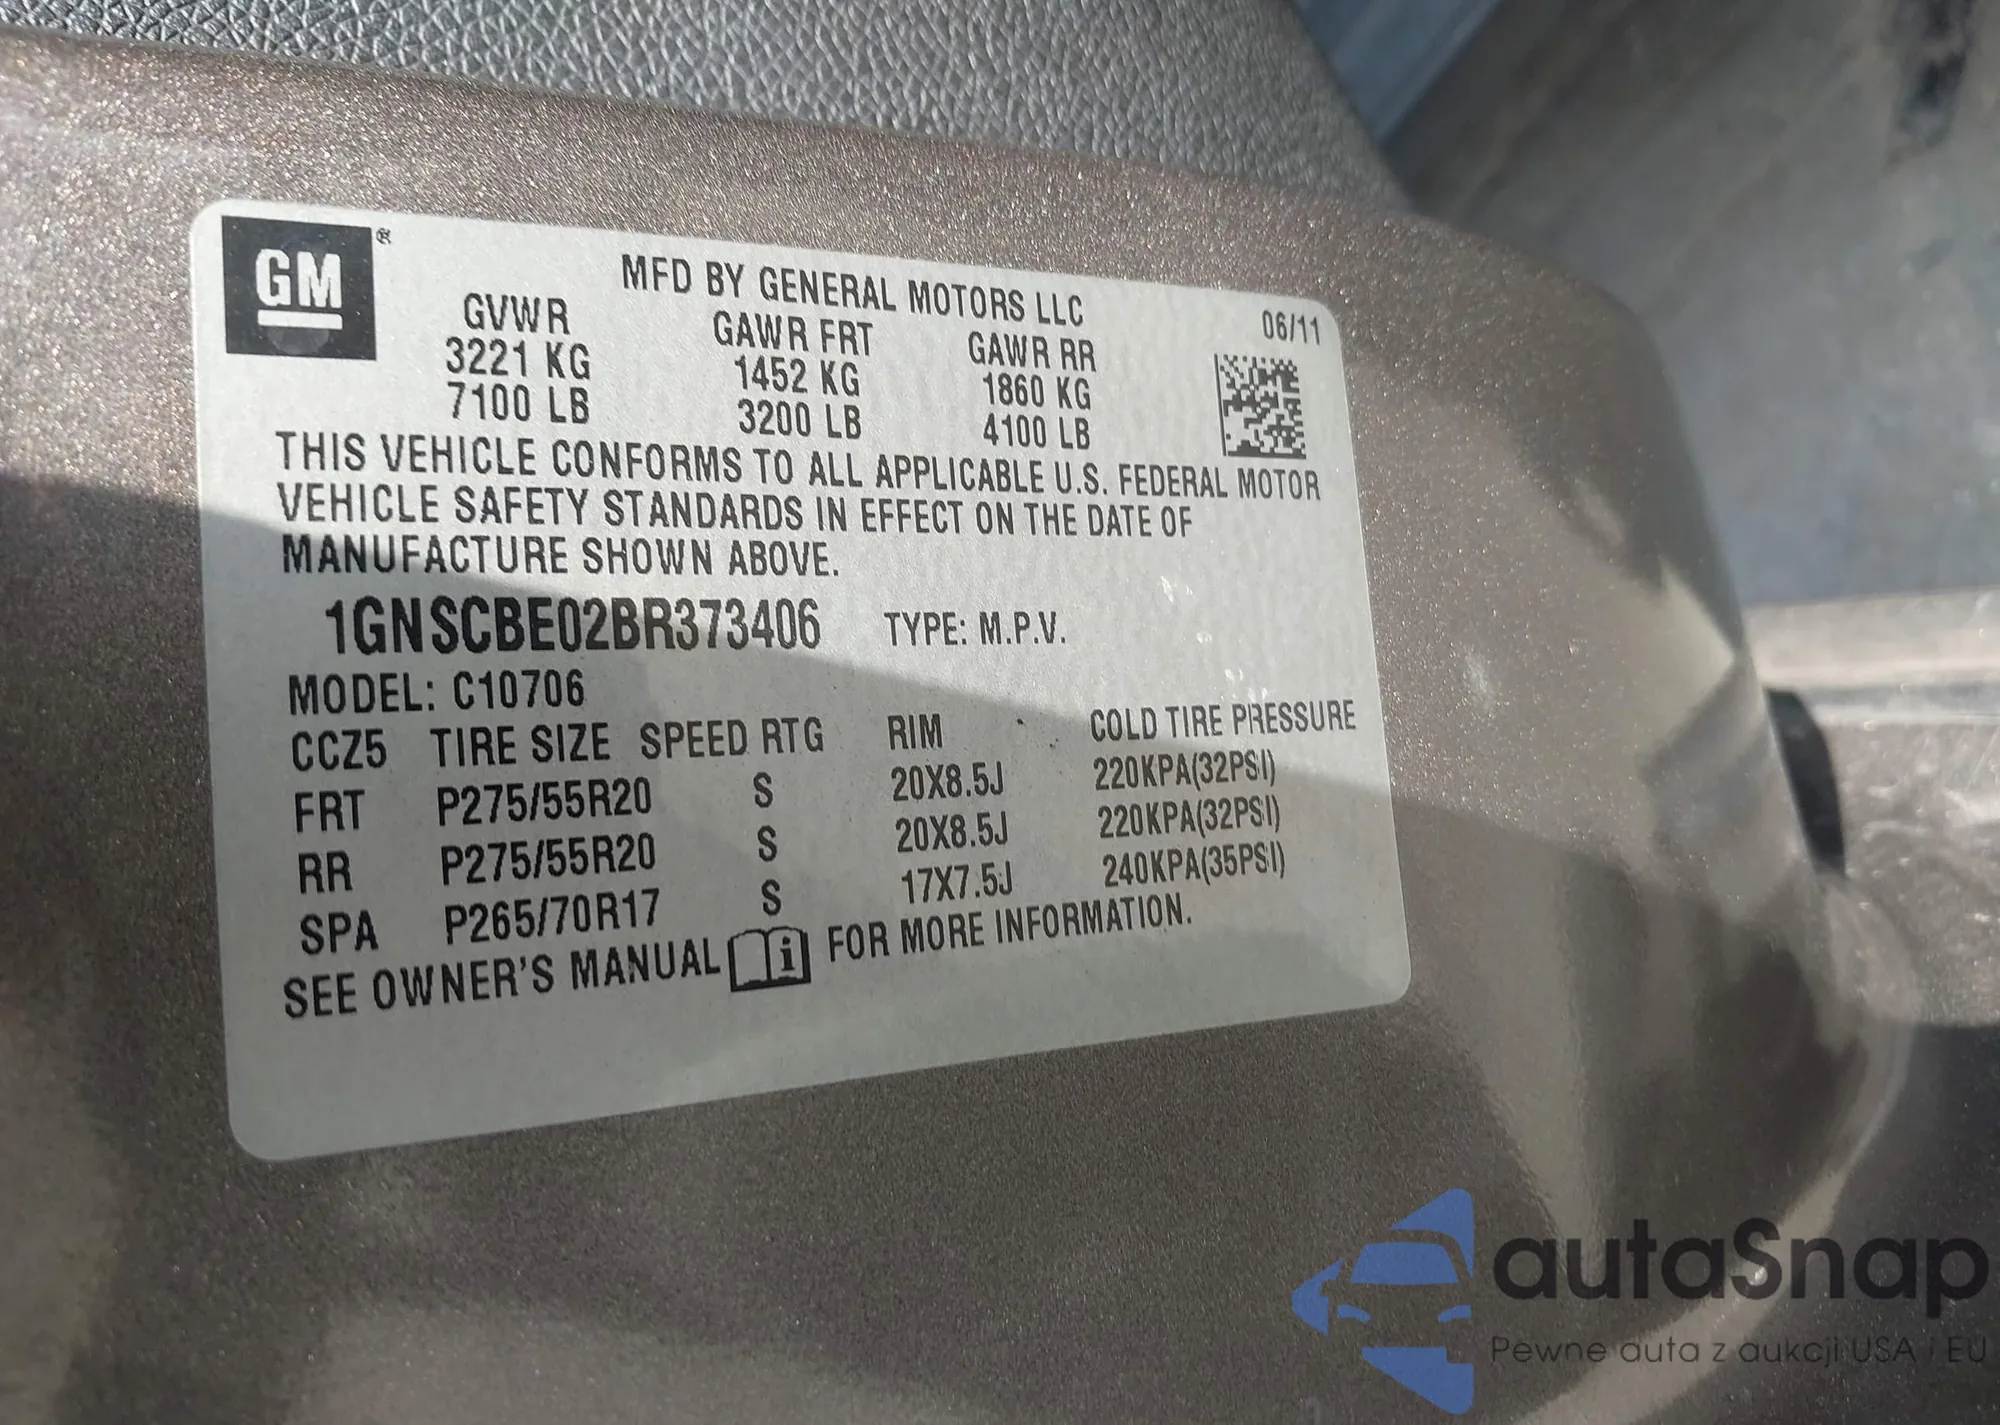 GM®
MFD BY GENERAL MOTORS LLC
06/11
GVWR GAWR FRT GAWR RR
3221 KG 1452 KG 1860 KG
7100 LB 3200 LB 4100 LB
THIS VEHICLE CONFORMS TO ALL APPLICABLE U.S. FEDERAL MOTOR
VEHICLE SAFETY STANDARDS IN EFFECT ON THE DATE OF
MANUFACTURE SHOWN ABOVE.
1GNSCBE02BR373406 TYPE: M.P.V.
MODEL: C10706
CCZ5 TIRE SIZE SPEED RTG RIM COLD TIRE PRESSURE
FRT P275/55R20 S 20X8.5J 220KPA(32PSI)
RR P275/55R20 S 20X8.5J 220KPA(32PSI)
SPA P265/70R17 S 17X7.5J 240KPA(35PSI)
SEE OWNER'S MANUAL i FOR MORE INFORMATION.
autaSnap
Pewne auta z aukcji USA i EU